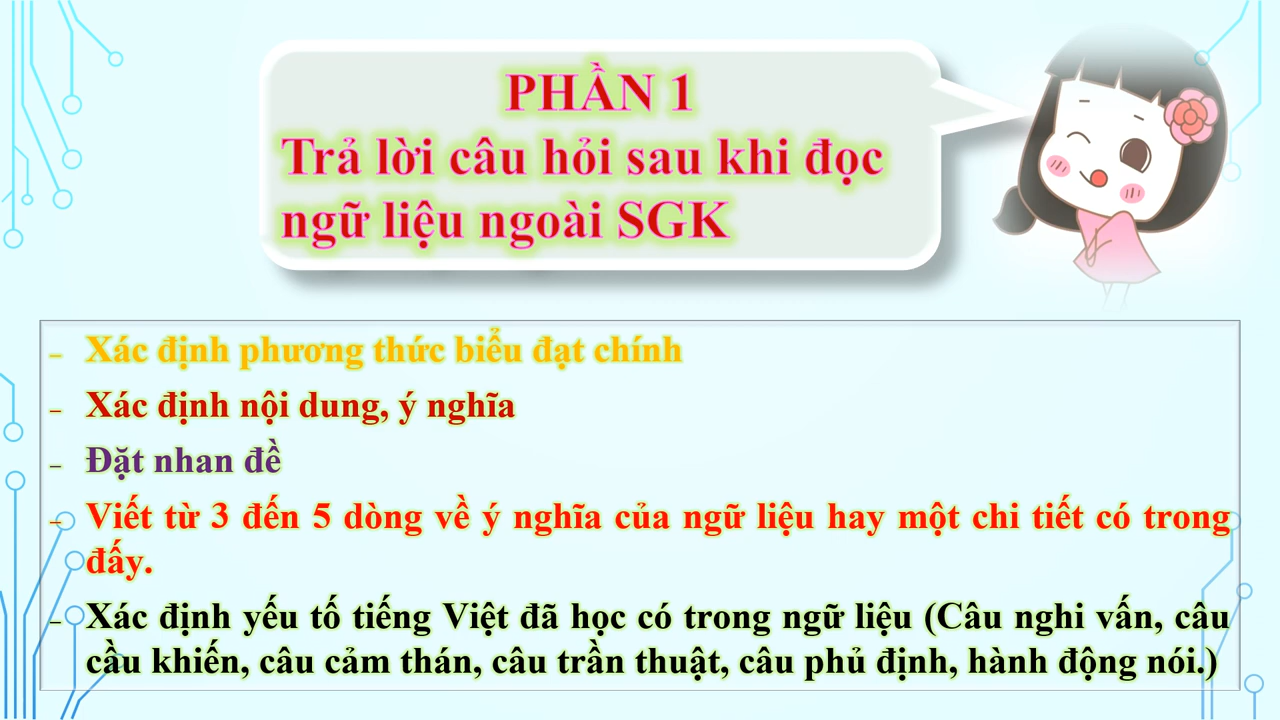 PHẦN 1
Trả lời câu hỏi sau khi đọc
ngữ liệu ngoài SGK
– Xác định phương thức biểu đạt chính
– Xác định nội dung, ý nghĩa
– Đặt nhan đề
– Viết từ 3 đến 5 dòng về ý nghĩa của ngữ liệu hay một chi tiết có trong
đấy.
– Xác định yếu tố tiếng Việt đã học có trong ngữ liệu (Câu nghi vấn, câu
cầu khiến, câu cảm thán, câu trần thuật, câu phủ định, hành động nói.)